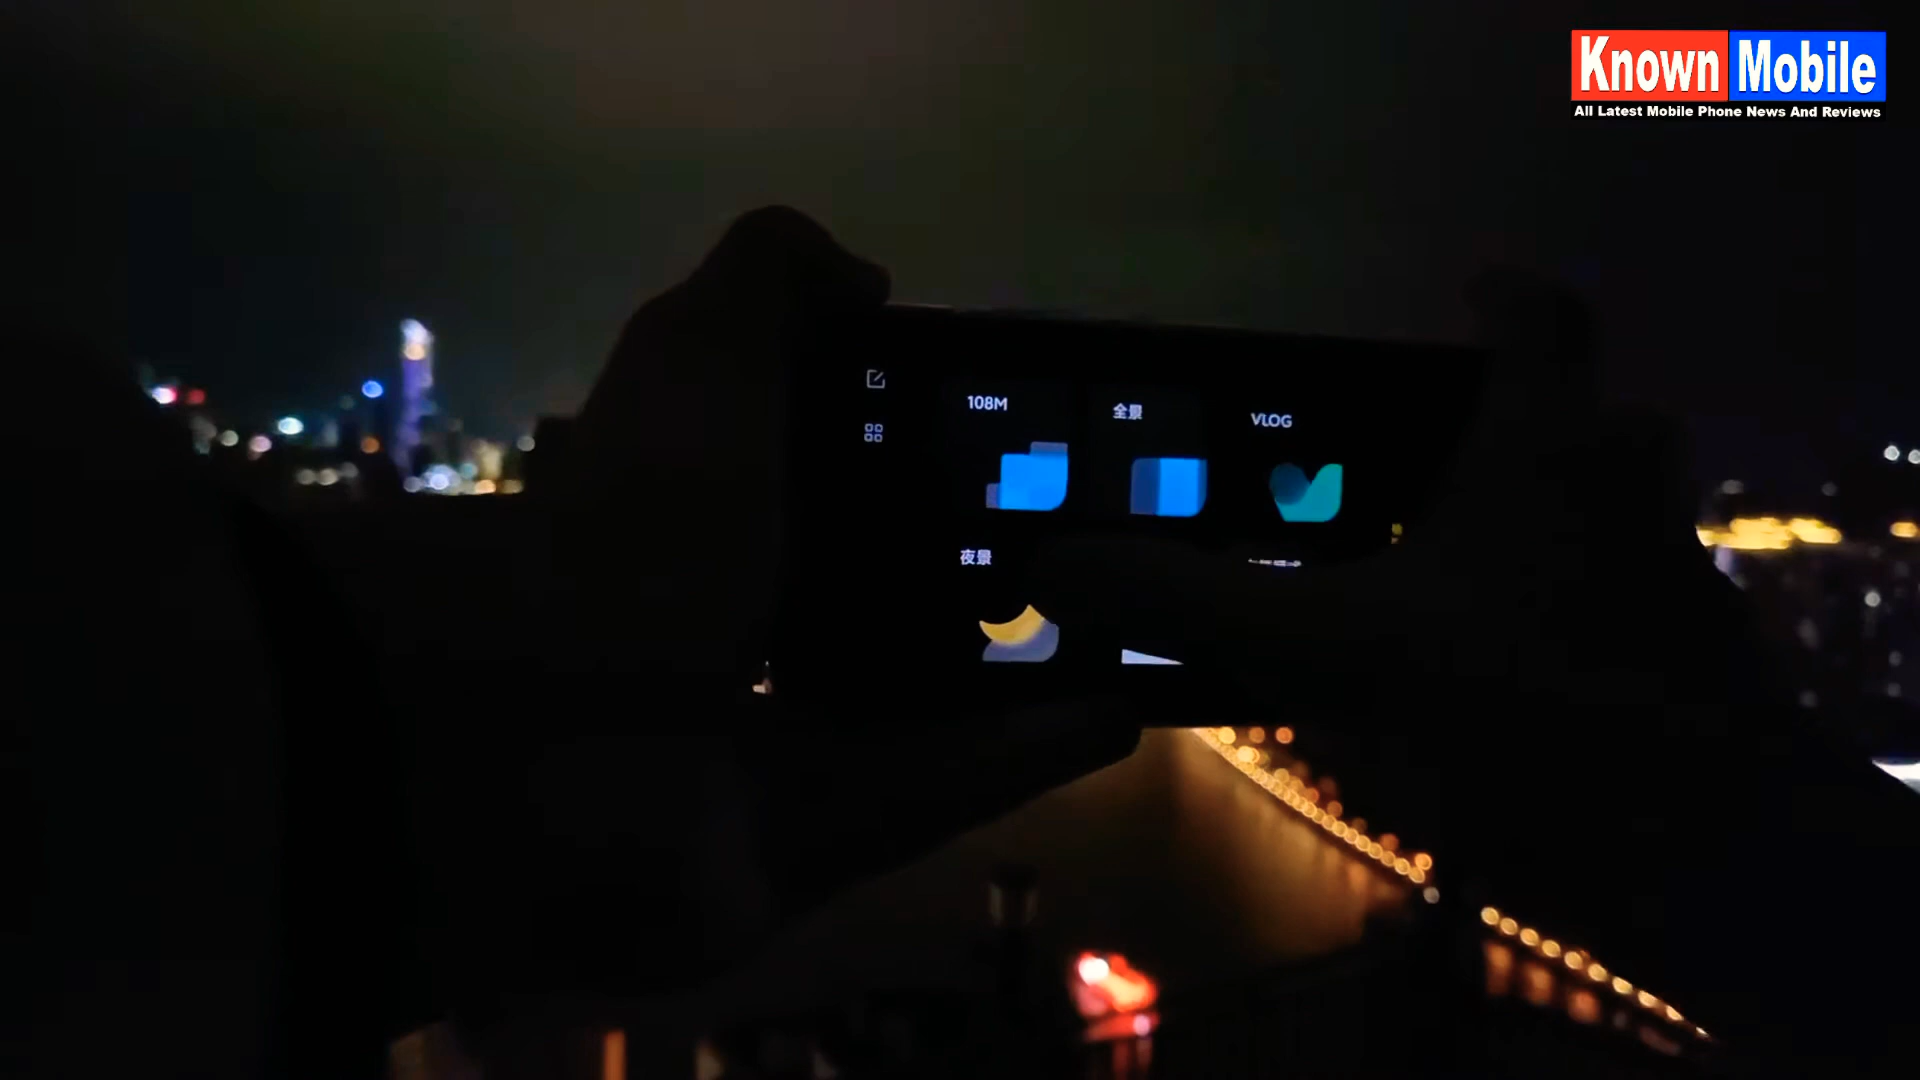 Known Mobile
All Latest Mobile Phone News And Reviews
108M
全景
VLOG
夜景